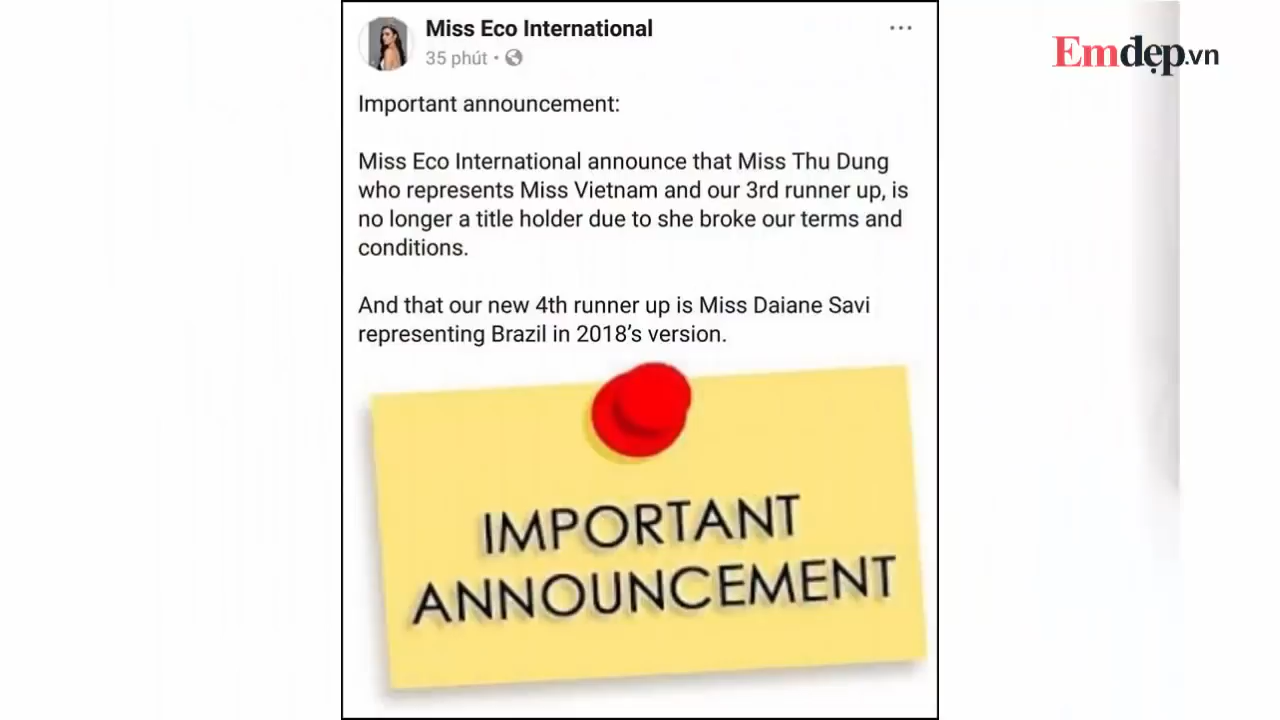 Miss Eco International
35 phút
Emdẹp.vn
Important announcement:
Miss Eco International announce that Miss Thu Dung
who represents Miss Vietnam and our 3rd runner up, is
no longer a title holder due to she broke our terms and
conditions.
And that our new 4th runner up is Miss Daiane Savi
representing Brazil in 2018’s version.
IMPORTANT
ANNOUNCEMENT